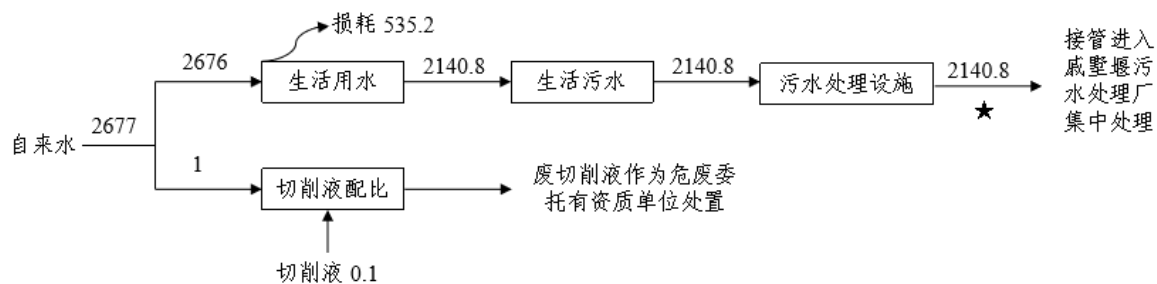 损耗 535.2
2676
生活用水
2140.8
生活污水
2140.8
污水处理设施
2140.8
★
接管进入
戚墅堰污
水处理厂
集中处理
自来水
2677
1
切削液配比
废切削液作为危废委
托有资质单位处置
切削液 0.1